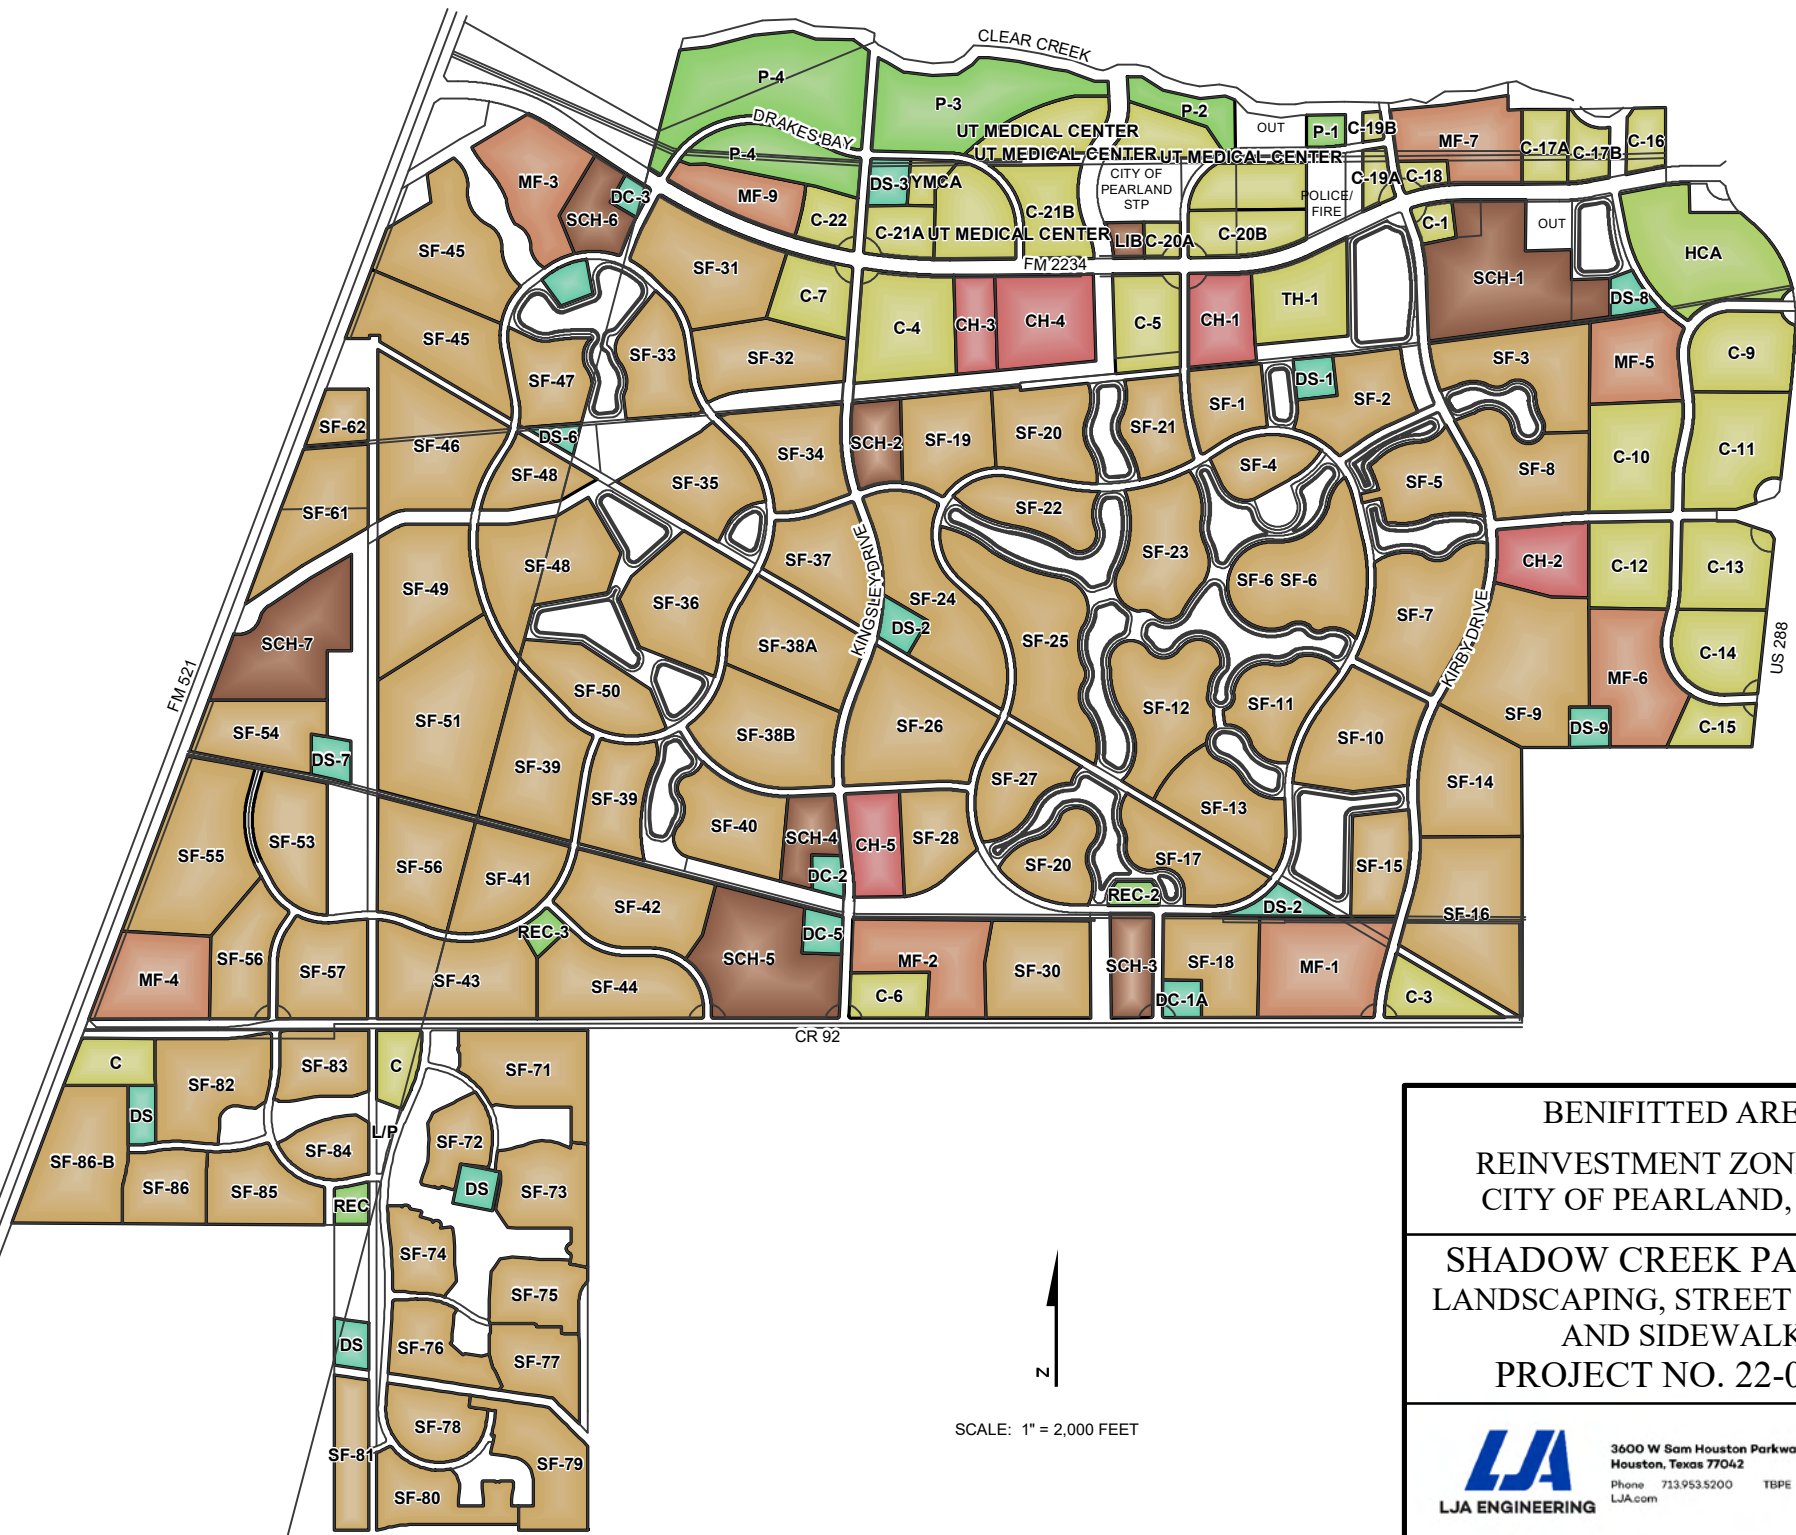 CLEAR CREEK
P-4
P-3
P-2
DRAKES BAY
OUT
P-1
C-19B
UT MEDICAL CENTER
MF-7
C-17A
C-17B
C-16
P-4
UT MEDICAL CENTER
UT MEDICAL CENTER
MF-3
DC-3
SCH-6
MF-9
DS-3
YMCA
CITY OF
PEARLAND
STP
C-19A
C-18
POLICE/
FIRE
C-22
C-21A
UT MEDICAL CENTER
C-21B
LIB
C-20A
C-20B
C-1
OUT
HCA
SF-45
SF-31
FM 2234
SCH-1
C-7
C-4
CH-3
CH-4
C-5
CH-1
TH-1
DS-8
SF-45
SF-47
SF-33
SF-32
SF-3
MF-5
C-9
DS-1
SF-62
SF-46
DS-6
SF-34
SCH-2
SF-19
SF-20
SF-21
SF-1
SF-2
SF-48
SF-35
SF-4
SF-5
SF-8
C-10
C-11
SF-61
SF-22
KINGSLEY DRIVE
SF-49
SF-48
SF-37
SF-23
SF-6
SF-6
CH-2
C-12
C-13
SF-36
SF-24
SF-7
SCH-7
SF-38A
DS-2
SF-25
KIRBY DRIVE
C-14
US 288
FM 521
SF-50
MF-6
SF-51
SF-12
SF-11
SF-9
DS-9
C-15
SF-54
DS-7
SF-38B
SF-26
SF-10
SF-39
SF-27
SF-14
SF-39
SF-13
SF-55
SF-53
SF-40
SCH-4
CH-5
SF-28
SF-56
SF-41
DC-2
SF-20
SF-17
SF-15
REC-2
SF-42
DS-2
SF-16
REC-3
DC-5
SF-56
SF-57
MF-4
SCH-5
MF-2
SF-30
SCH-3
SF-18
MF-1
SF-43
SF-44
C-6
DC-1A
C-3
CR 92
C
SF-82
SF-83
C
SF-71
DS
L/P
SF-72
SF-86-B
SF-84
SF-86
SF-85
REC
DS
SF-73
SF-74
SF-75
DS
SF-76
SF-77
SF-78
SF-81
SF-79
SF-80
N
SCALE: 1" = 2,000 FEET
BENIFITTED ARE
REINVESTMENT ZON
CITY OF PEARLAND,
SHADOW CREEK PA
LANDSCAPING, STREET
AND SIDEWALK
PROJECT NO. 22-0
LJA ENGINEERING
3600 W Sam Houston Parkwa
Houston, Texas 77042
Phone 713.953.5200 TBPE
LJA.com